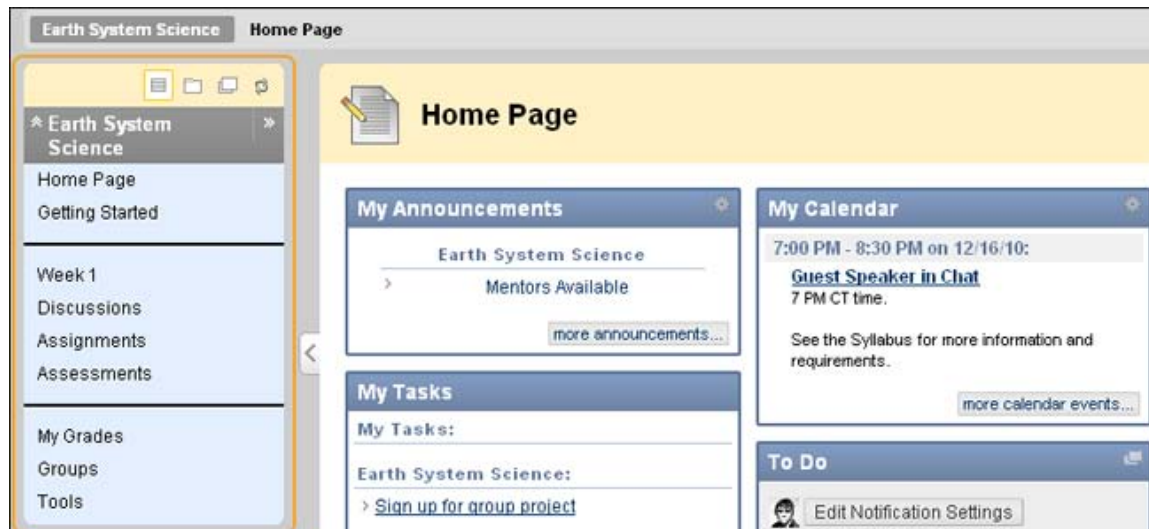 Earth System Science Home Page
Earth System
Science
Home Page
Getting Started
Week 1
Discussions
Assignments
Assessments
My Grades
Groups
Tools
Home Page
My Announcements
Earth System Science
Mentors Available
more announcements...
My Tasks
My Tasks:
Earth System Science:
Sign up for group project
My Calendar
7:00 PM - 8:30 PM on 12/16/10:
Guest Speaker in Chat
7 PM CT time.
See the Syllabus for more information and
requirements.
more calendar events...
To Do
Edit Notification Settings